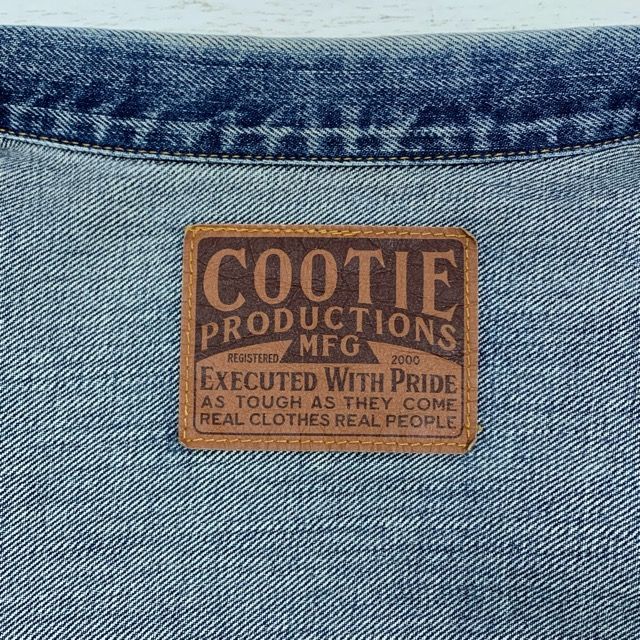 COOTIE
PRODUCTIONS
MFG
REGISTERED 2000
EXECUTED WITH PRIDE
AS TOUGH AS THEY COME
REAL CLOTHES REAL PEOPLE